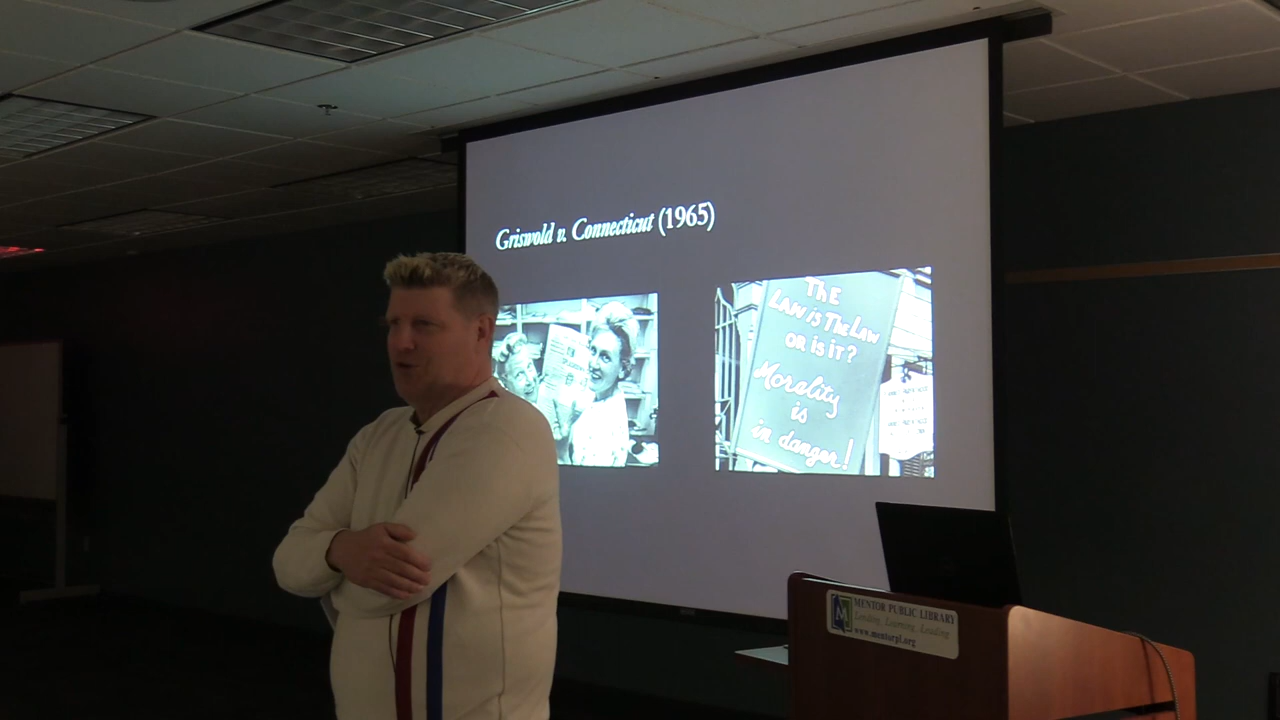 Griswold v. Connecticut (1965)
The
Law is The Law
or is it?
Morality
is
in danger!
MENTOR PUBLIC LIBRARY
Lending, Learning, Leading
www.mentorpl.org